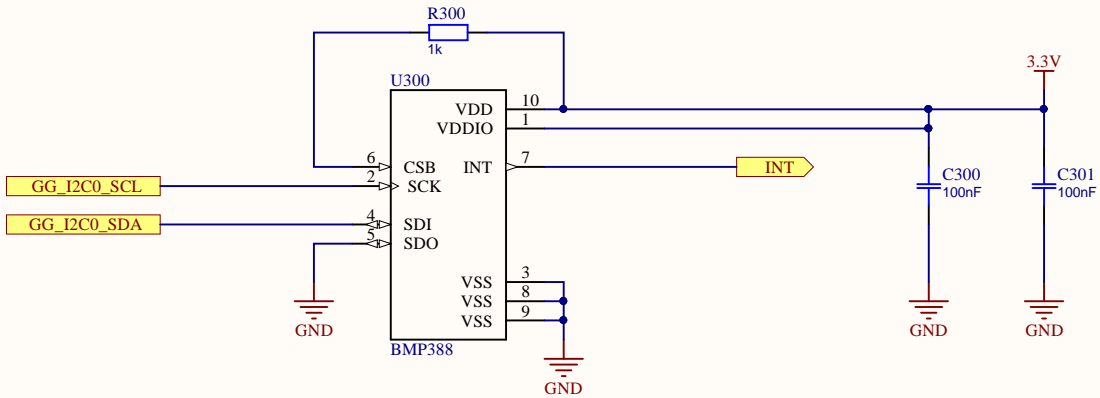 R300
1k
3.3V
U300
VDD 10
VDDIO 1
6 CSB
INT 7
INT
2 SCK
GG_I2C0_SCL
C300
100nF
C301
100nF
4 SDI
GG_I2C0_SDA
5 SDO
VSS 3
VSS 8
VSS 9
GND
GND
GND
BMP388
GND